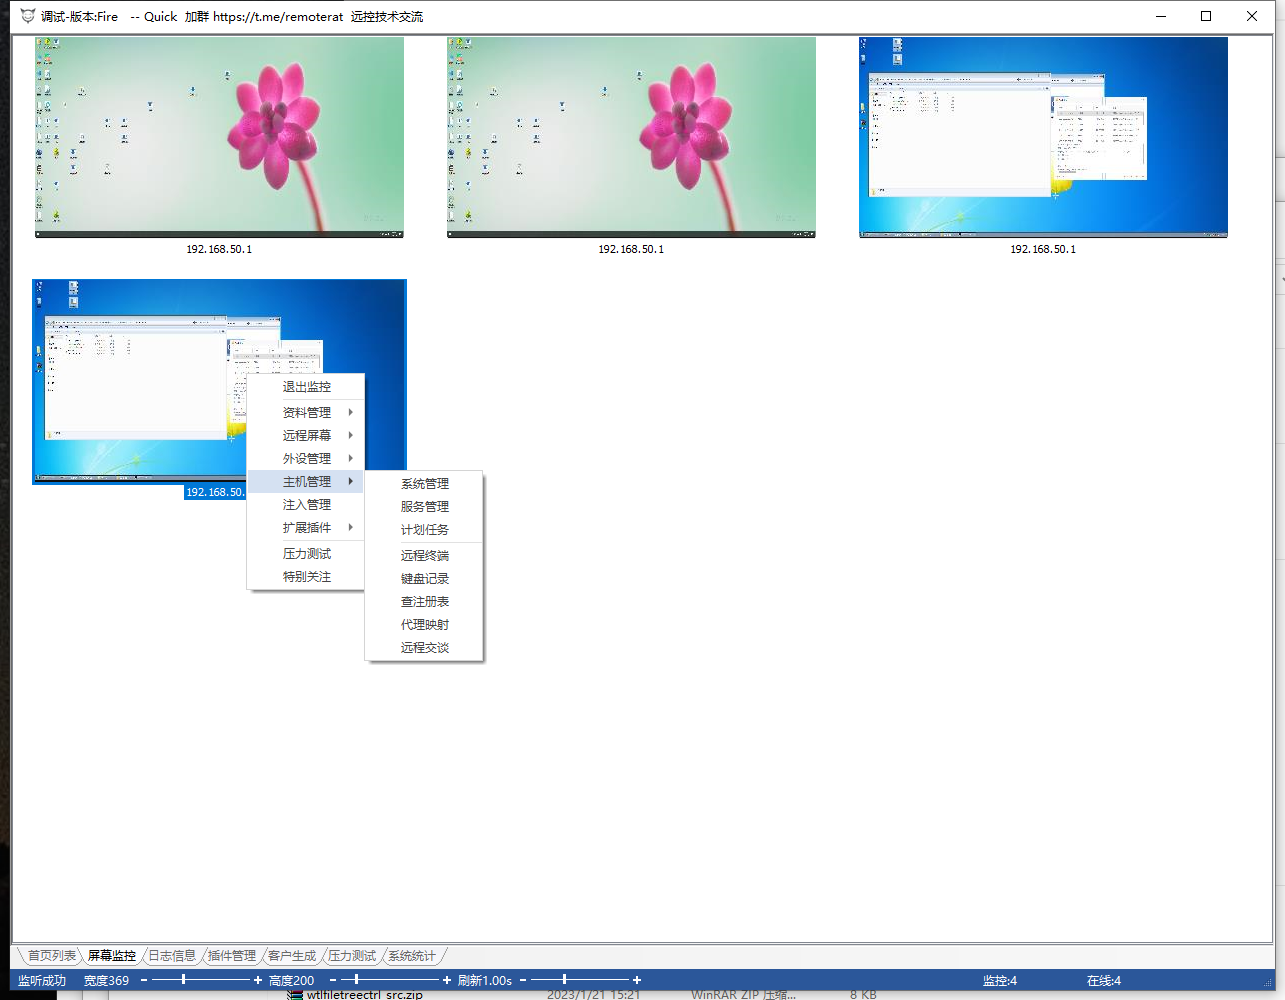 调试-版本:Fire -- Quick 加群 https://t.me/remoterat 远控技术交流
192.168.50.1
192.168.50.1
192.168.50.1
192.168.50.
退出监控
资料管理
远程屏幕
外设管理
主机管理
注入管理
扩展插件
压力测试
特别关注
系统管理
服务管理
计划任务
远程终端
键盘记录
查注册表
代理映射
远程交谈
首页列表 屏幕监控 日志信息 插件管理 客户生成 压力测试 系统统计
监听成功 宽度369 - + 高度200 - + 刷新1.00s - + 监控:4 在线:4
wtlfiletreectrl_src.zip 2023/1/21 15:21 WinRAR ZIP 压缩... 8 KB